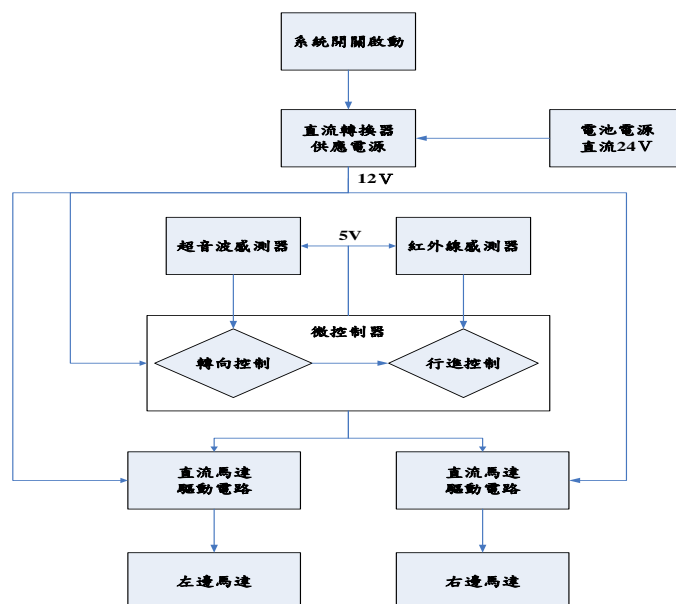 系統開關啟動
直流轉換器
供應電源
電池電源
直流24V
12V
超音波感測器
5V
紅外線感測器
微控制器
轉向控制
行進控制
直流馬達
驅動電路
直流馬達
驅動電路
左邊馬達
右邊馬達